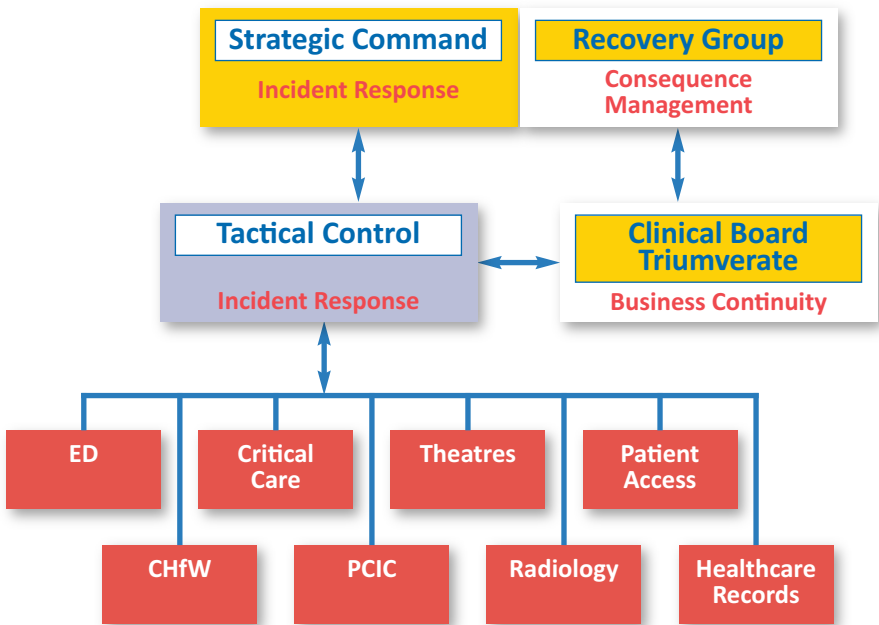 Strategic Command
Incident Response
Recovery Group
Consequence
Management
Tactical Control
Incident Response
Clinical Board
Triumverate
Business Continuity
ED
Critical
Care
Theatres
Patient
Access
CHfW
PCIC
Radiology
Healthcare
Records